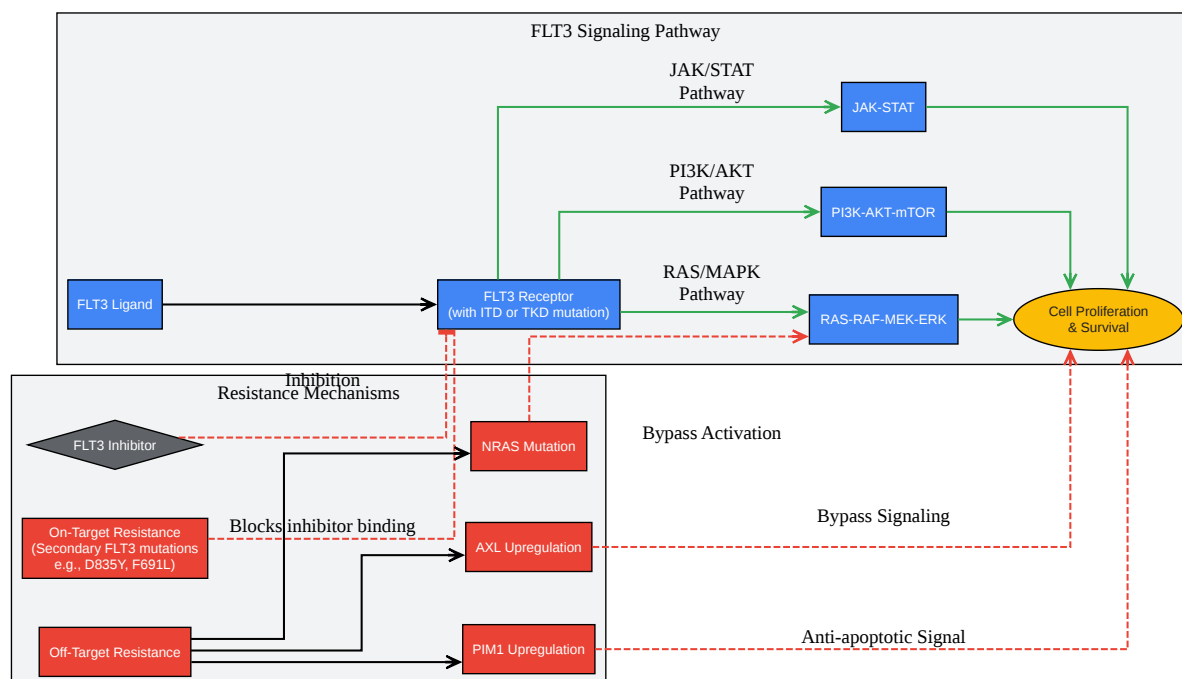 FLT3 Signaling Pathway
JAK/STAT
Pathway
JAK-STAT
PI3K/AKT
Pathway
PI3K-AKT-mTOR
RAS/MAPK
Pathway
FLT3 Ligand
FLT3 Receptor
(with ITD or TKD mutation)
RAS-RAF-MEK-ERK
Cell Proliferation
& Survival
Inhibition
Resistance Mechanisms
FLT3 Inhibitor
NRAS Mutation
Bypass Activation
On-Target Resistance
(Secondary FLT3 mutations
e.g., D835Y, F691L)
Blocks inhibitor binding
AXL Upregulation
Bypass Signaling
Off-Target Resistance
PIM1 Upregulation
Anti-apoptotic Signal